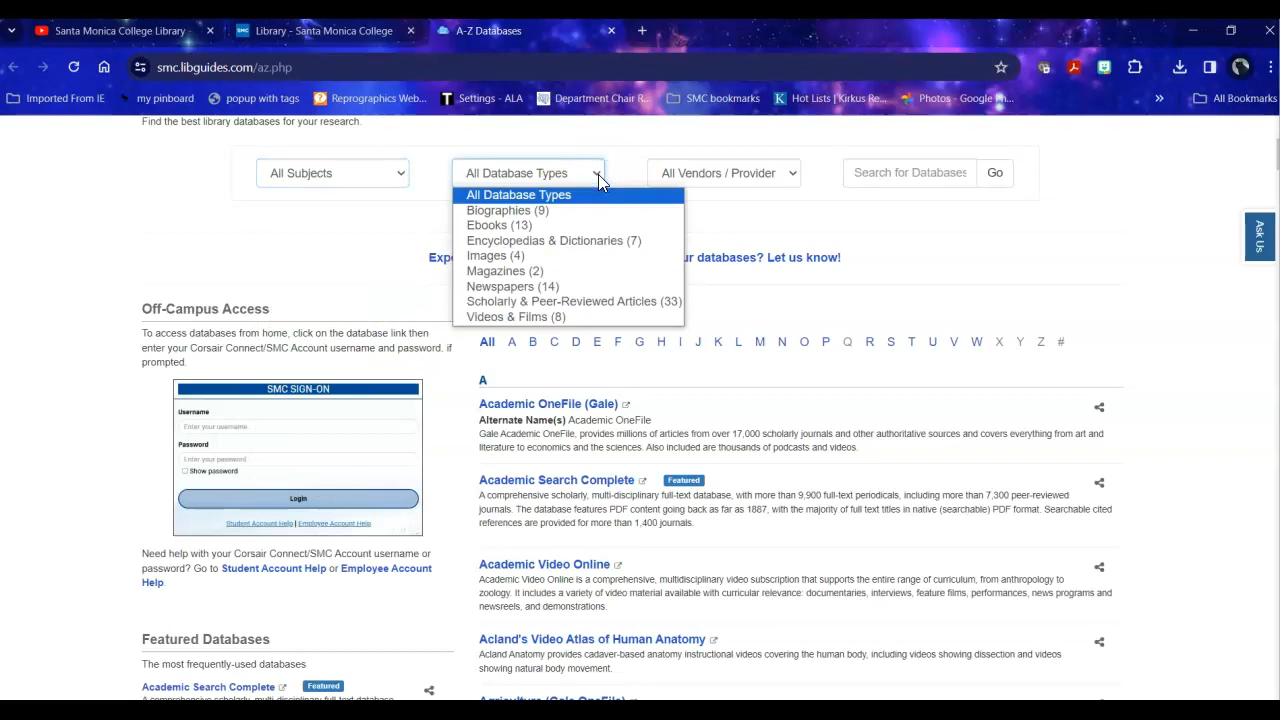 Santa Monica College Library
Library - Santa Monica College
A-Z Databases
smc.libguides.com/az.php
Imported From IE
my pinboard
popup with tags
Reprographics Web...
Settings - ALA
Department Chair R...
SMC bookmarks
Hot Lists | Kirkus Re...
Photos - Google Ph...
»
All Bookmarks
Find the best library databases for your research.
All Subjects
All Database Types
All Vendors / Provider
Search for Databases
Go
All Database Types
Biographies (9)
Ebooks (13)
Encyclopedias & Dictionaries (7)
Images (4)
Magazines (2)
Newspapers (14)
Scholarly & Peer-Reviewed Articles (33)
Videos & Films (8)
Ask Us
Off-Campus Access
To access databases from home, click on the database link then
enter your Corsair Connect/SMC Account username and password. if
prompted.
SMC SIGN-ON
Username
Enter your username.
Password
Enter your password
Show password
Login
Student Account Help | Employee Account Help
Need help with your Corsair Connect/SMC Account username or
password? Go to Student Account Help or Employee Account
Help.
Featured Databases
The most frequently-used databases
Academic Search Complete Featured
All A B C D E F G H I J K L M N O P Q R S T U V W X Y Z #
A
Academic OneFile (Gale)
Alternate Name(s) Academic OneFile
Gale Academic OneFile, provides millions of articles from over 17,000 scholarly journals and other authoritative sources and covers everything from art and
literature to economics and the sciences. Also included are thousands of podcasts and videos.
Academic Search Complete Featured
A comprehensive scholarly, multi-disciplinary full-text database, with more than 9,900 full-text periodicals, including more than 7,300 peer-reviewed
journals. The database features PDF content going back as far as 1887, with the majority of full text titles in native (searchable) PDF format. Searchable cited
references are provided for more than 1,400 journals.
Academic Video Online
Academic Video Online is a comprehensive, multidisciplinary video subscription that supports the entire range of curriculum, from anthropology to
zoology. It includes a variety of video material available with curricular relevance: documentaries, interviews, feature films, performances, news programs and
newsreels, and demonstrations.
Acland's Video Atlas of Human Anatomy
Acland Anatomy provides cadaver-based anatomy instructional videos covering the human body, including videos showing dissection and videos
showing natural body movement.
ur databases? Let us know!